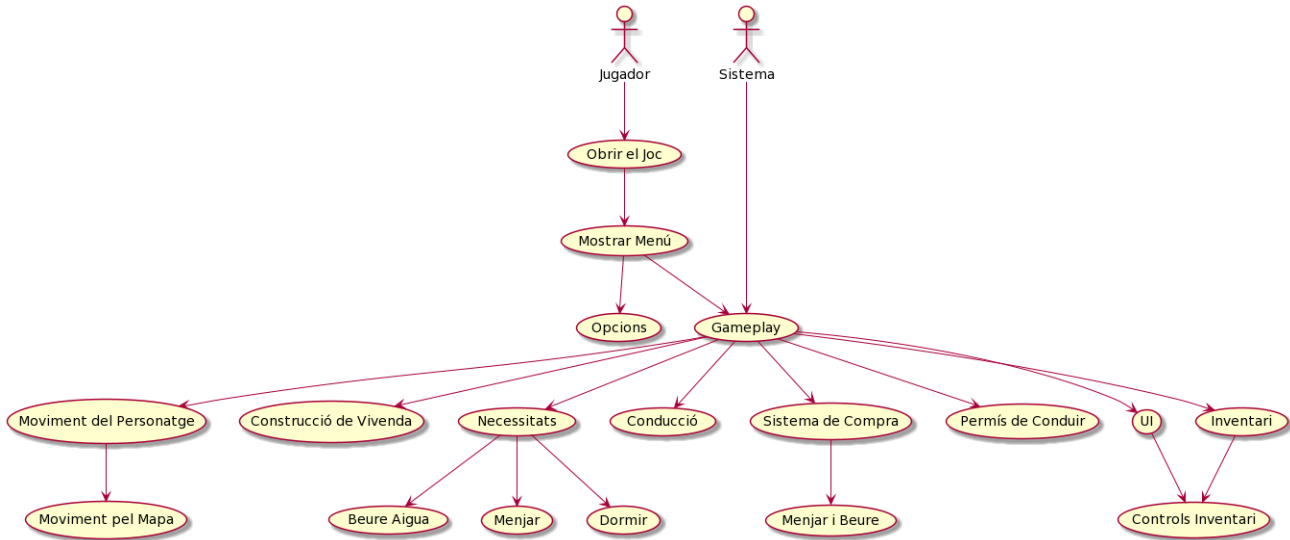 Jugador
Sistema
Obrir el Joc
Mostrar Menú
Opcions
Gameplay
Moviment del Personatge
Construcció de Vivenda
Necessitats
Conducció
Sistema de Compra
Permís de Conduir
UI
Inventari
Moviment pel Mapa
Beure Aigua
Menjar
Dormir
Menjar i Beure
Controls Inventari